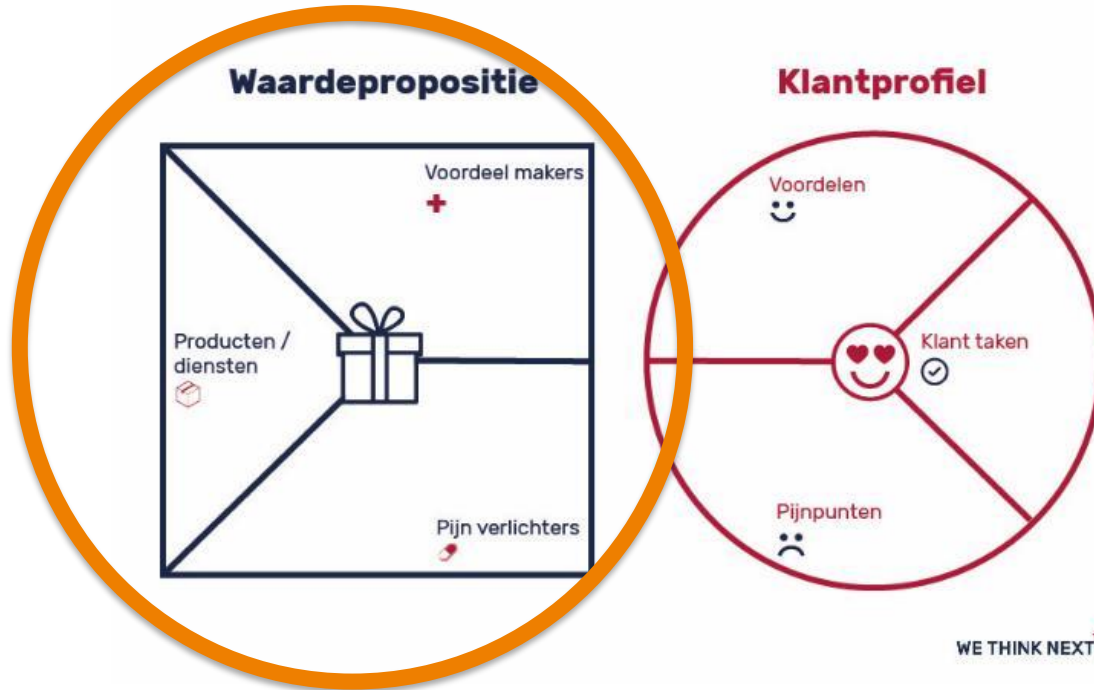 Waardepropositie
Voordeel makers
Producten /
diensten
Pijn verlichters
Klantprofiel
Voordelen
Klant taken
Pijnpunten
WE THINK NEXT